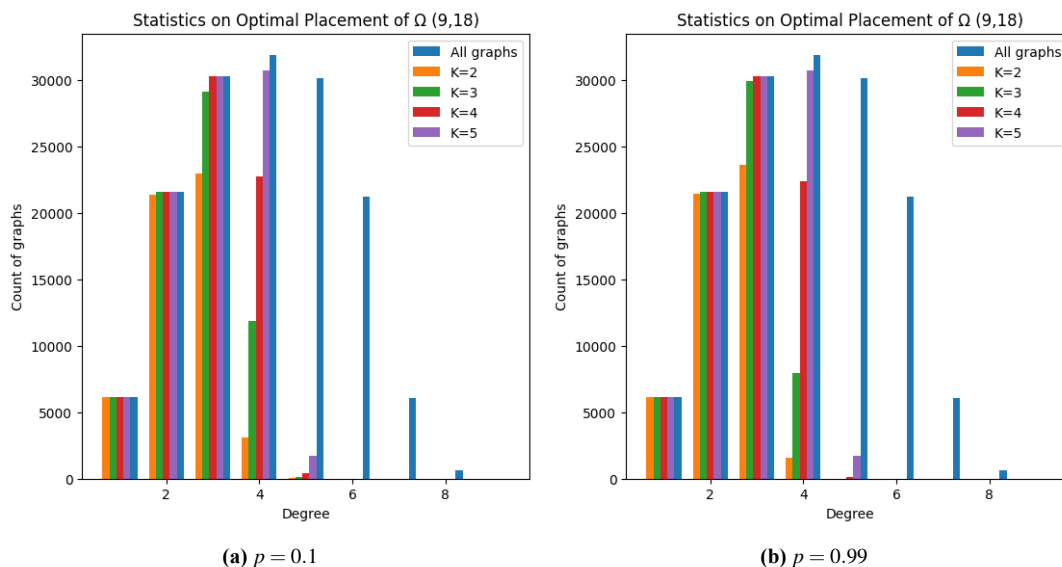 Statistics on Optimal Placement of Ω (9,18)
All graphs
K=2
K=3
K=4
K=5
30000
25000
20000
15000
10000
5000
0
Count of graphs
2 4 6 8
Degree
(a) p = 0.1
Statistics on Optimal Placement of Ω (9,18)
All graphs
K=2
K=3
K=4
K=5
30000
25000
20000
15000
10000
5000
0
Count of graphs
2 4 6 8
Degree
(b) p = 0.99